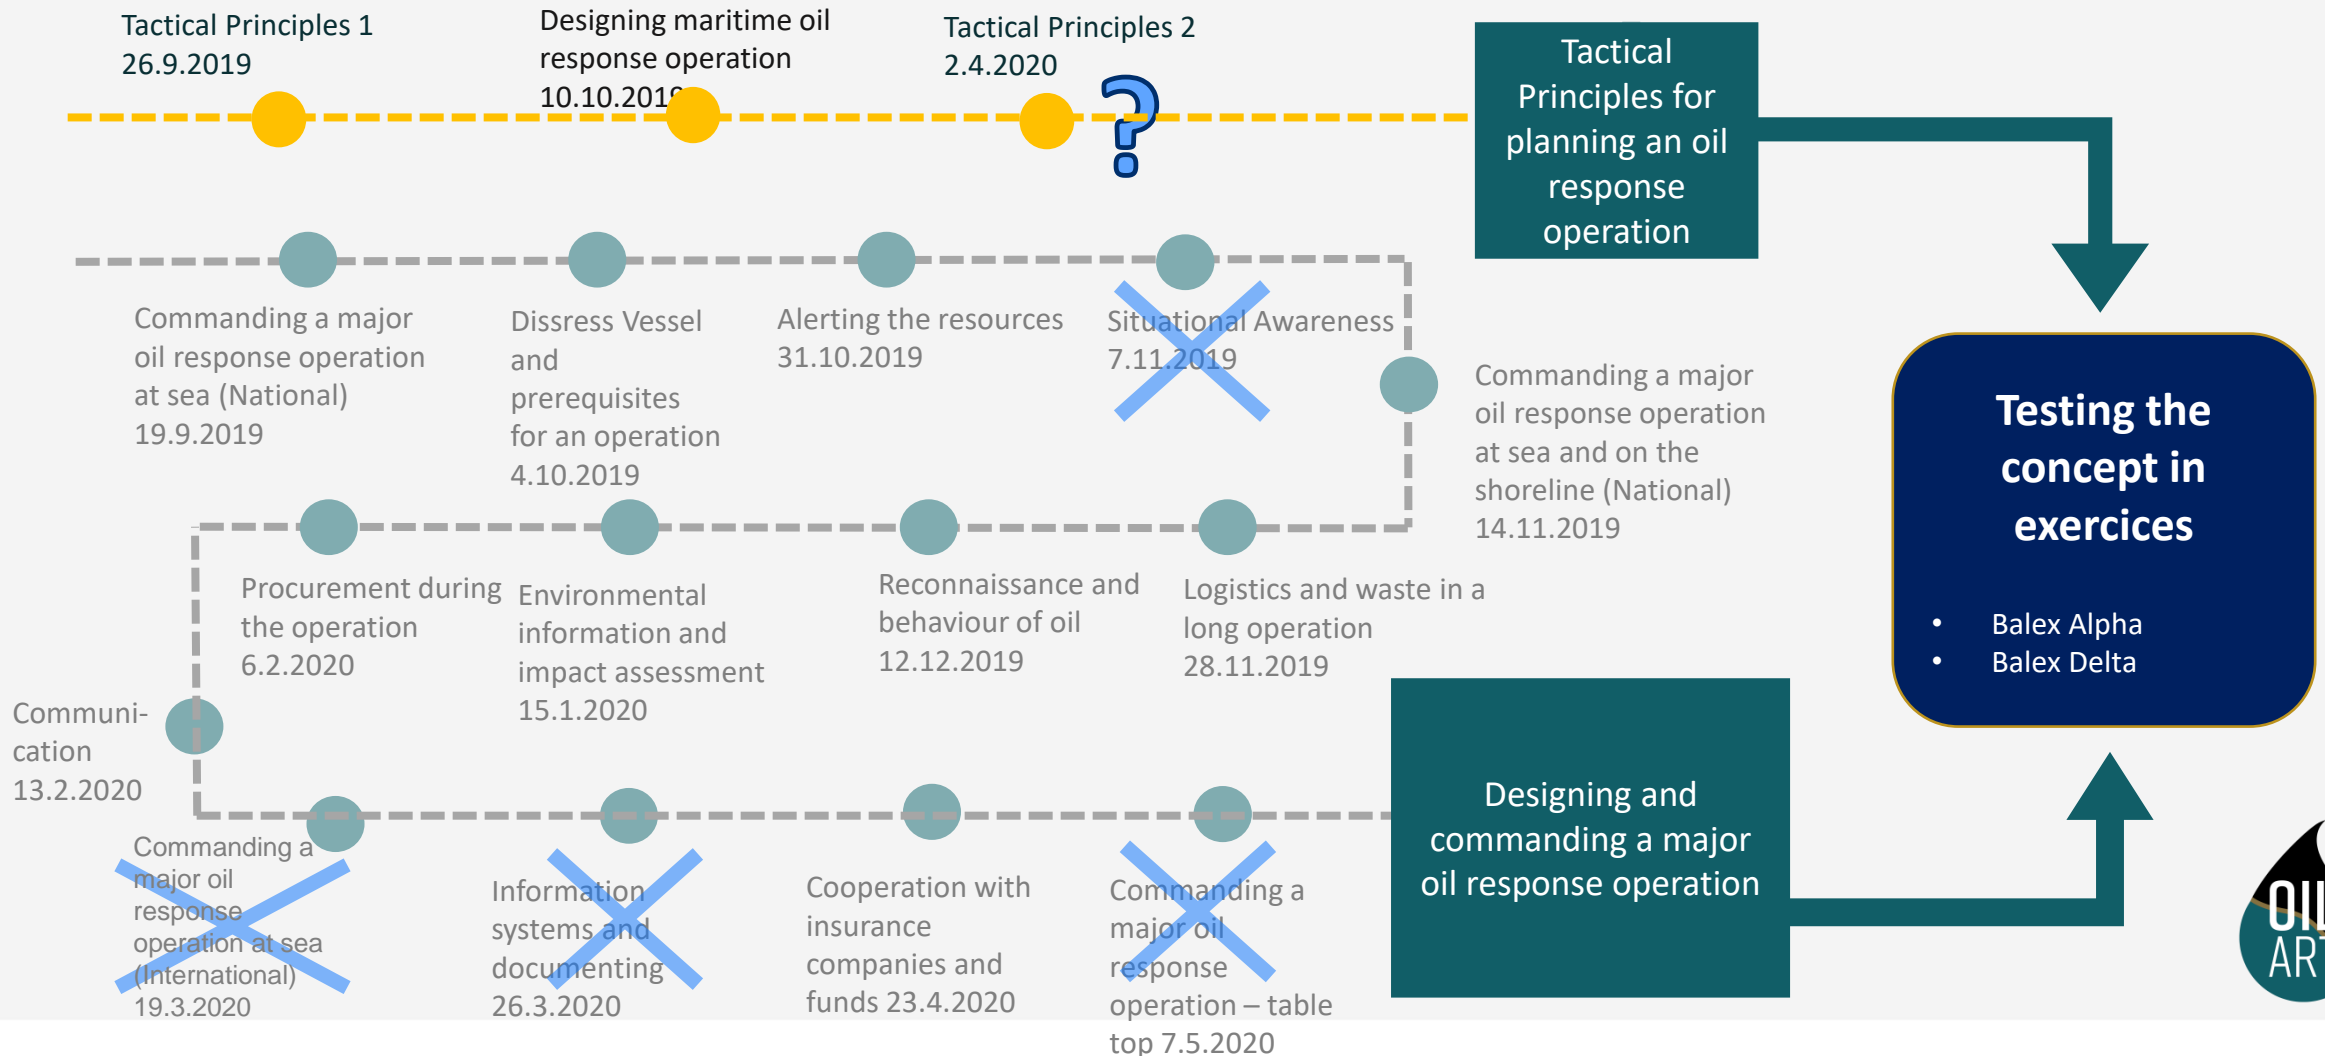 Tactical Principles 1
26.9.2019
Designing maritime oil
response operation
10.10.2019
Tactical Principles 2
2.4.2020
?
Tactical
Principles for
planning an oil
response
operation
Commanding a major
oil response operation
at sea (National)
19.9.2019
Dissress Vessel
and
prerequisites
for an operation
4.10.2019
Alerting the resources
31.10.2019
Situational Awareness
7.11.2019
Commanding a major
oil response operation
at sea and on the
shoreline (National)
14.11.2019
Testing the
concept in
exercices
• Balex Alpha
• Balex Delta
Procurement during
the operation
6.2.2020
Environmental
information and
impact assessment
15.1.2020
Reconnaissance and
behaviour of oil
12.12.2019
Logistics and waste in a
long operation
28.11.2019
Communi-
cation
13.2.2020
Commanding a
major oil
response
operation at sea
(International)
19.3.2020
Information
systems and
documenting
26.3.2020
Cooperation with
insurance
companies and
funds 23.4.2020
Commanding a
major oil
response
operation – table
top 7.5.2020
Designing and
commanding a major
oil response operation
OIL
ART